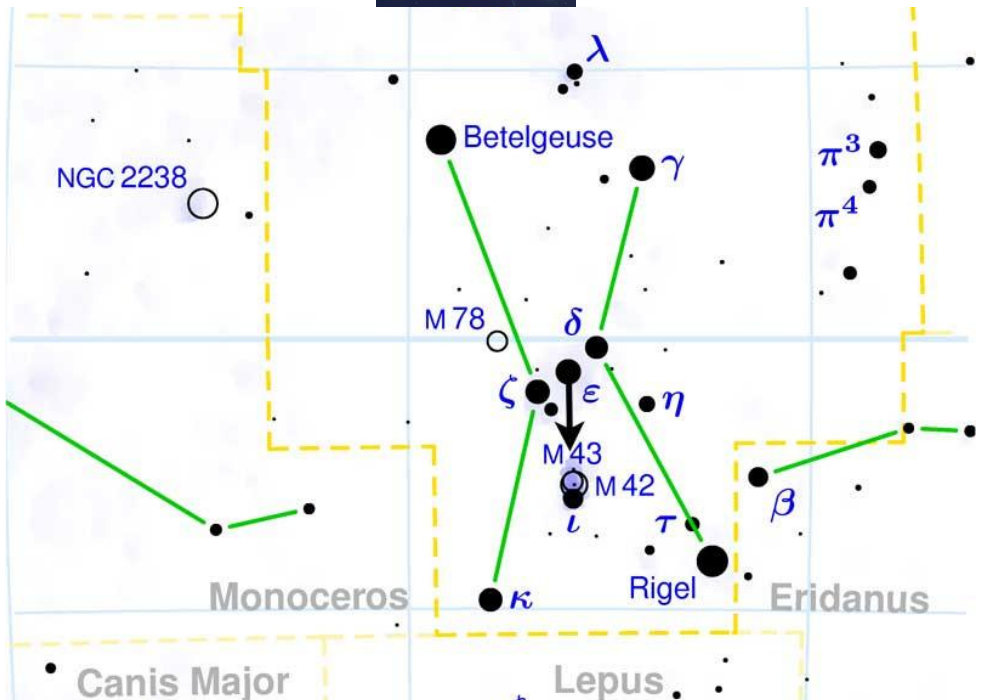 λ
Betelgeuse
γ
π³
NGC 2238
π⁴
M 78
δ
ζ
ε
η
M 43
M 42
β
ι
τ
Rigel
κ
Monoceros
Eridanus
Canis Major
Lepus